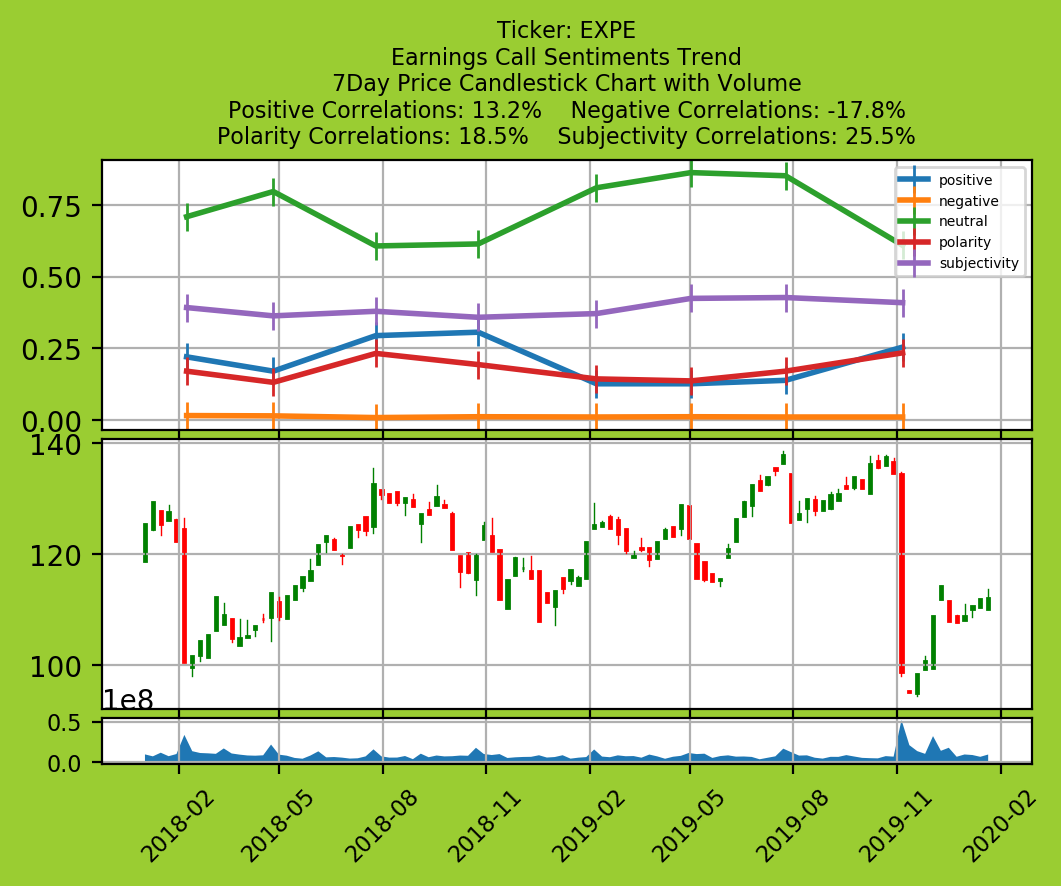 Ticker: EXPE
Earnings Call Sentiments Trend
7Day Price Candlestick Chart with Volume
Positive Correlations: 13.2%    Negative Correlations: -17.8%
Polarity Correlations: 18.5%    Subjectivity Correlations: 25.5%
positive
negative
neutral
polarity
subjectivity
0.75
0.50
0.25
0.00
140
120
100
1e8
0.5
0.0
2018-02
2018-05
2018-08
2018-11
2019-02
2019-05
2019-08
2019-11
2020-02